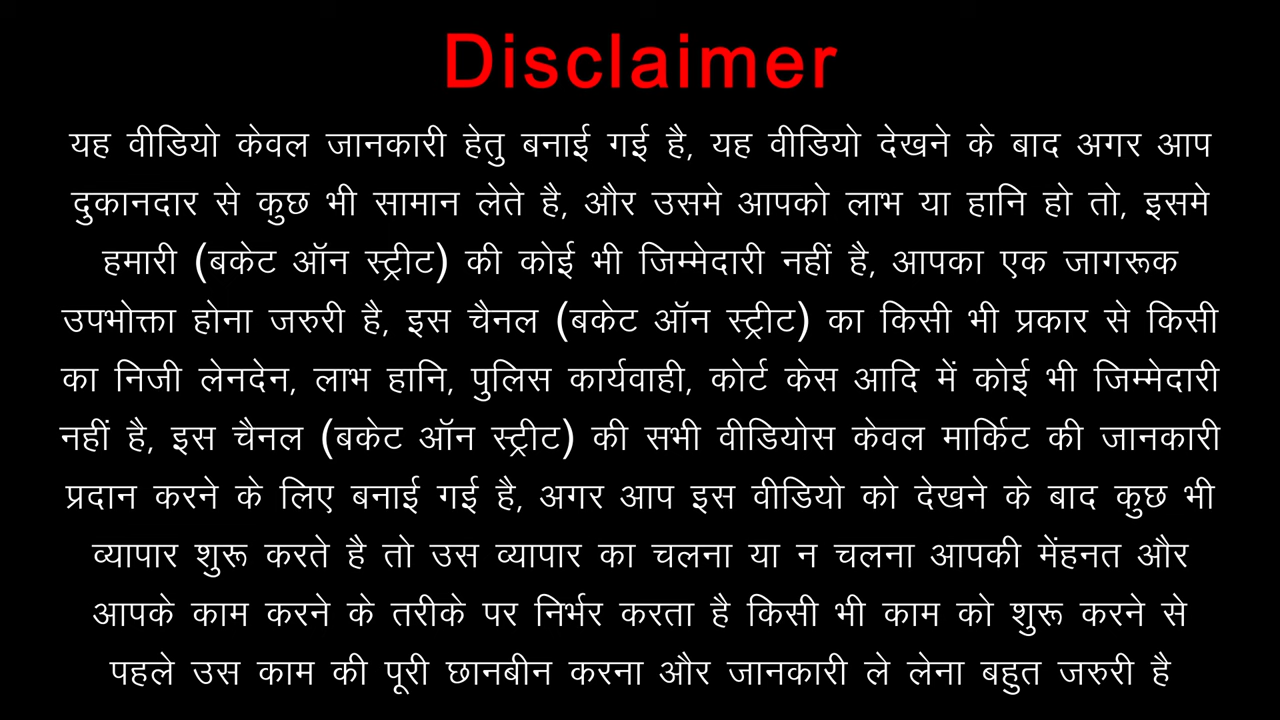 Disclaimer
यह वीडियो केवल जानकारी हेतु बनाई गई है, यह वीडियो देखने के बाद अगर आप
दुकानदार से कुछ भी सामान लेते है, और उसमे आपको लाभ या हानि हो तो, इसमे
हमारी (बकेट ऑन स्ट्रीट) की कोई भी जिम्मेदारी नहीं है, आपका एक जागरूक
उपभोक्ता होना जरुरी है, इस चैनल (बकेट ऑन स्ट्रीट) का किसी भी प्रकार से किसी
का निजी लेनदेन, लाभ हानि, पुलिस कार्यवाही, कोर्ट केस आदि में कोई भी जिम्मेदारी
नहीं है, इस चैनल (बकेट ऑन स्ट्रीट) की सभी वीडियोस केवल मार्किट की जानकारी
प्रदान करने के लिए बनाई गई है, अगर आप इस वीडियो को देखने के बाद कुछ भी
व्यापार शुरू करते है तो उस व्यापार का चलना या न चलना आपकी मेंहनत और
आपके काम करने के तरीके पर निर्भर करता है किसी भी काम को शुरू करने से
पहले उस काम की पूरी छानबीन करना और जानकारी ले लेना बहुत जरुरी है